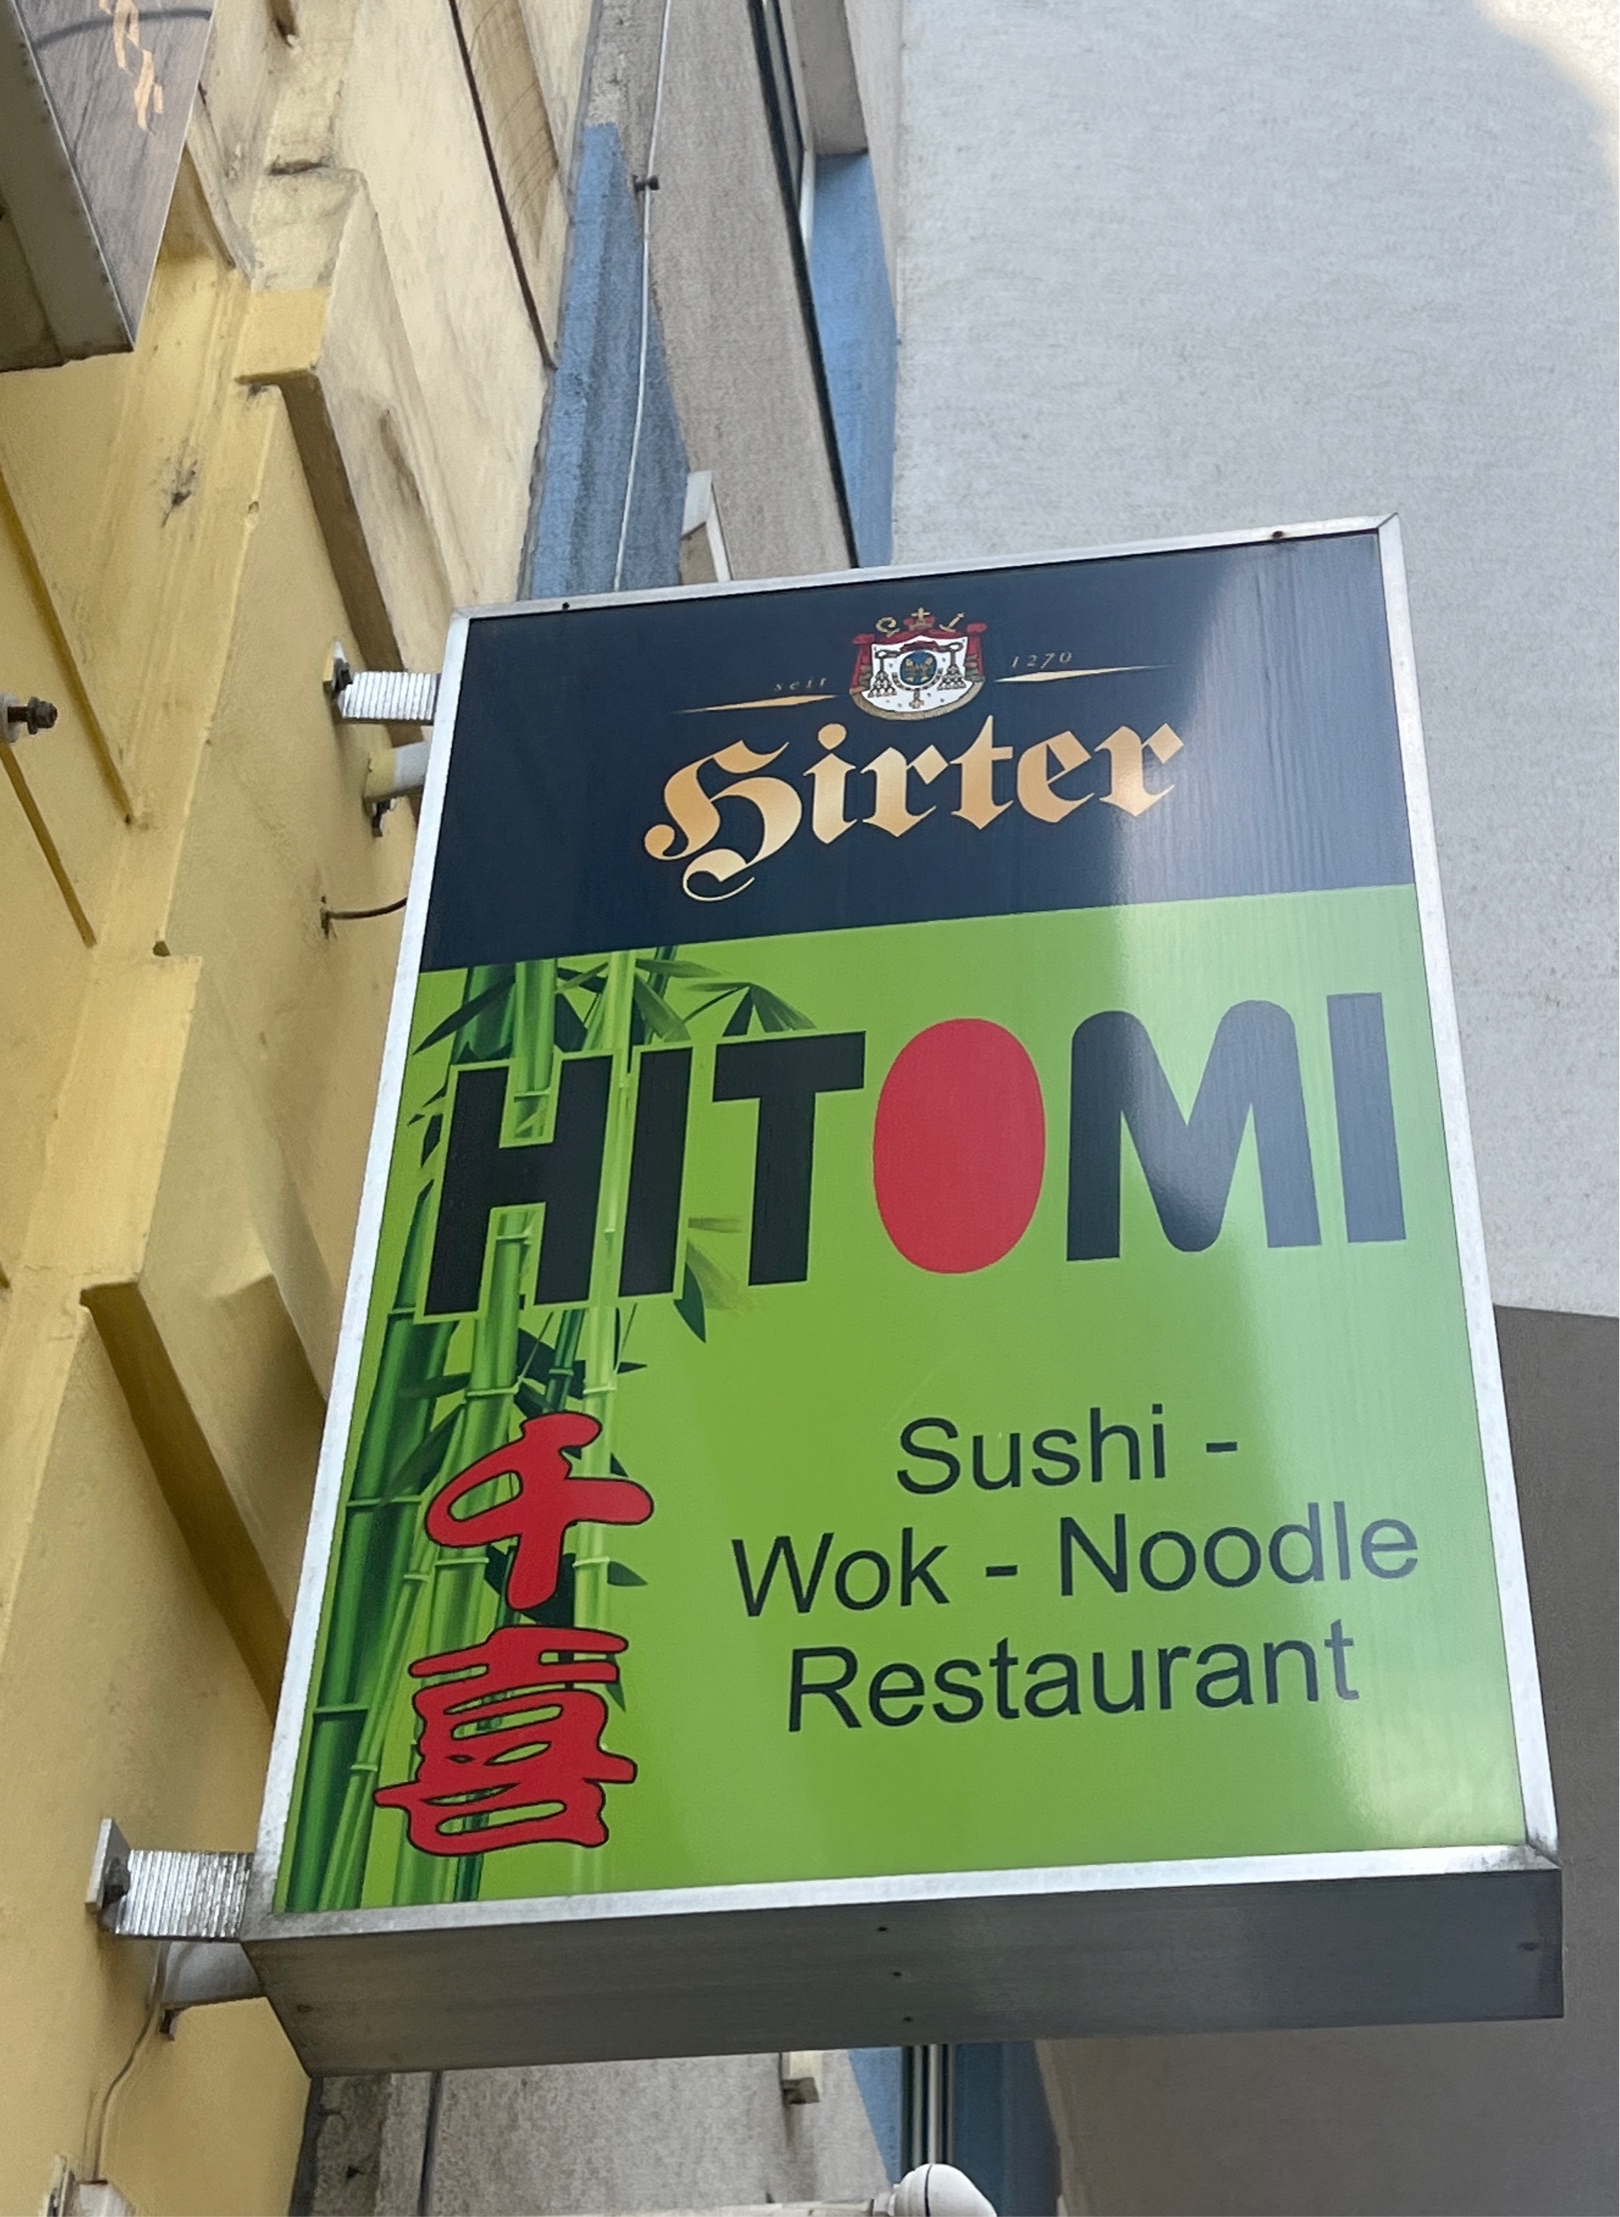 seit 1270
Hirter
HITOMI
千喜
Sushi -
Wok - Noodle
Restaurant